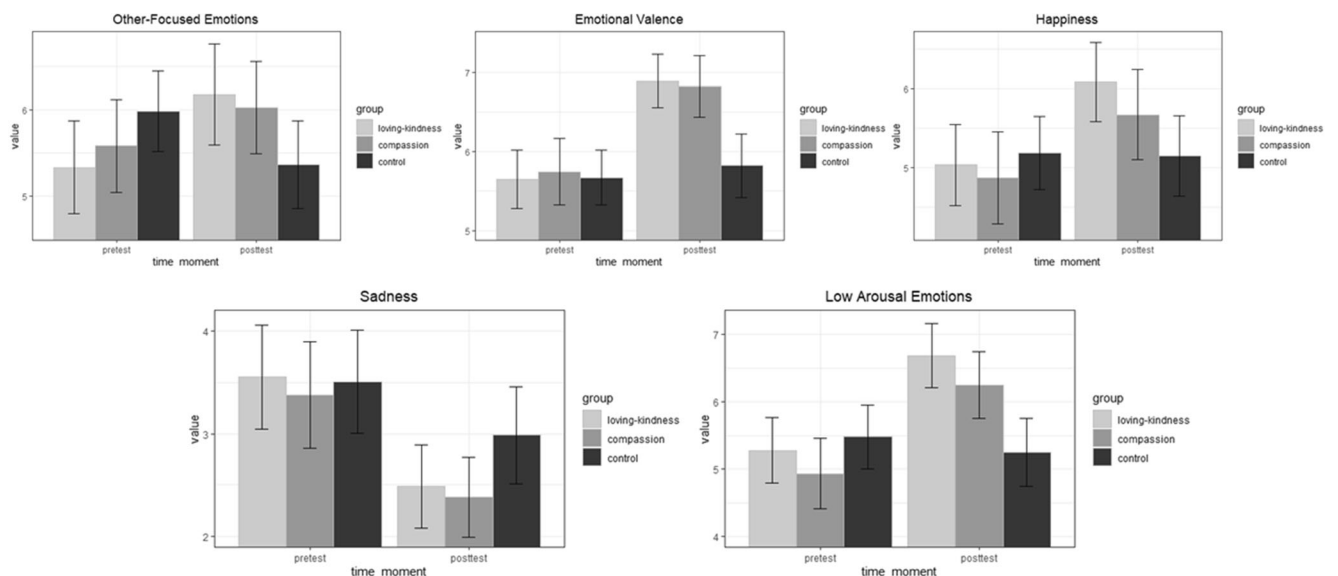 Other-Focused Emotions
value
6
5
pretest
posttest
time moment
group
loving-kindness
compassion
control
Emotional Valence
value
7
6
5
pretest
posttest
time moment
group
loving-kindness
compassion
control
Happiness
value
6
5
pretest
posttest
time moment
group
loving-kindness
compassion
control
Sadness
value
4
3
2
pretest
posttest
time moment
group
loving-kindness
compassion
control
Low Arousal Emotions
value
7
6
5
4
pretest
posttest
time moment
group
loving-kindness
compassion
control